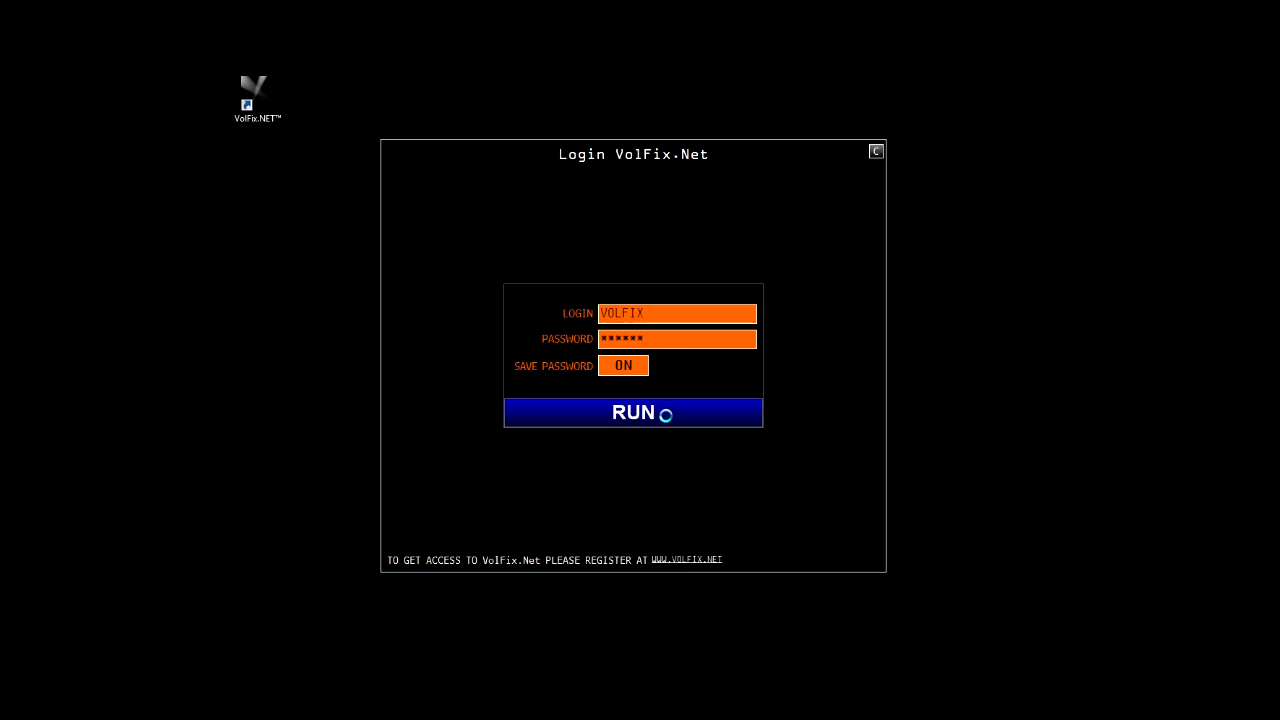 VolFix.NET™
Login VolFix.Net
C
LOGIN VOLFIX
PASSWORD ******
SAVE PASSWORD ON
RUN
TO GET ACCESS TO VolFix.Net PLEASE REGISTER AT WWW.VOLFIX.NET